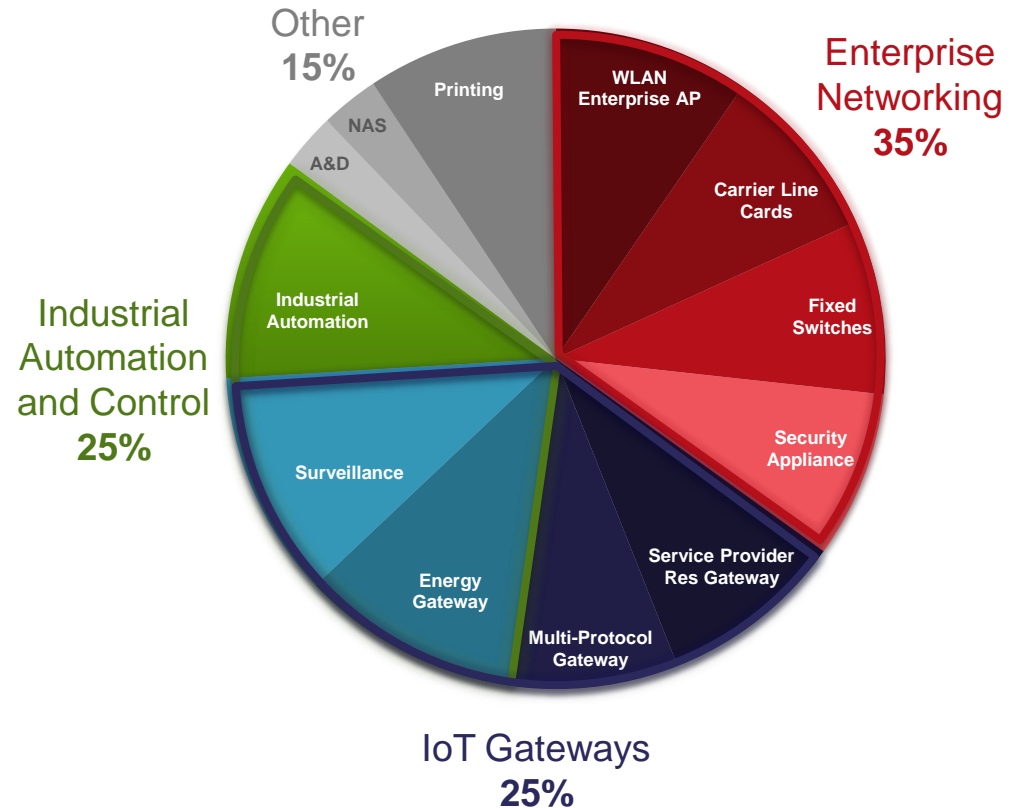 Other
15%
Printing
NAS
A&D
WLAN
Enterprise AP
Enterprise
Networking
35%
Carrier Line
Cards
Fixed
Switches
Security
Appliance
Service Provider
Res Gateway
Multi-Protocol
Gateway
Energy
Gateway
Surveillance
Industrial
Automation
Industrial
Automation
and Control
25%
IoT Gateways
25%